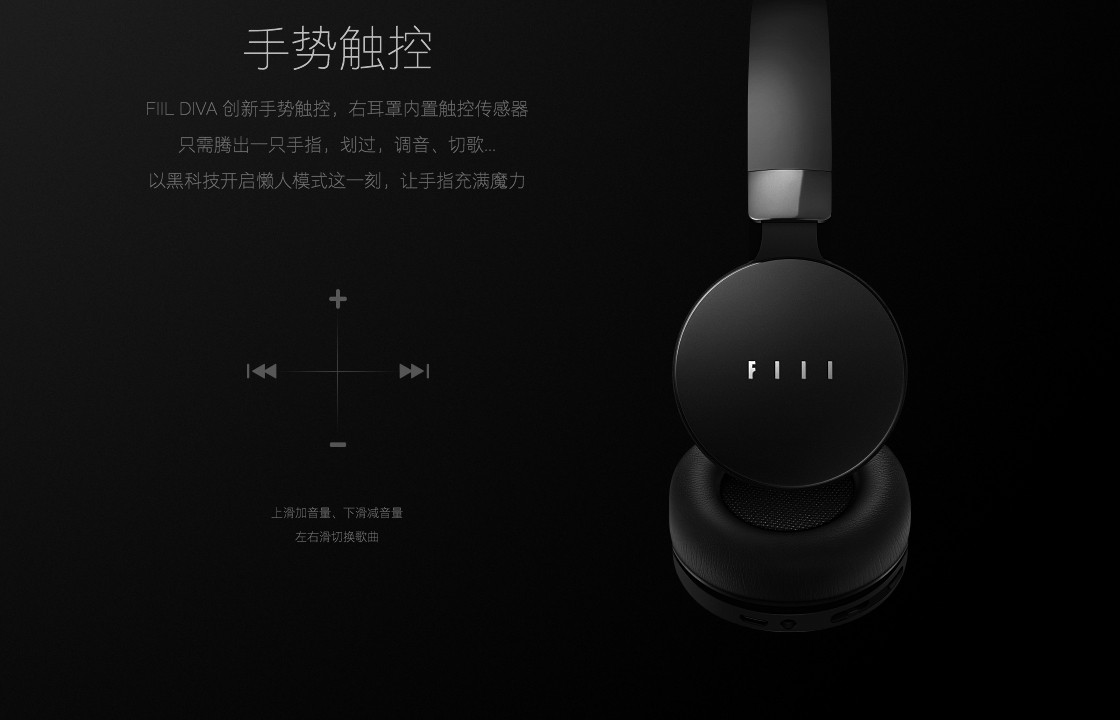 手势触控
FIIL DIVA 创新手势触控，右耳罩内置触控传感器
只需腾出一只手指，划过，调音、切歌...
以黑科技开启懒人模式这一刻，让手指充满魔力
上滑加音量、下滑减音量
左右滑切换歌曲
FIIL